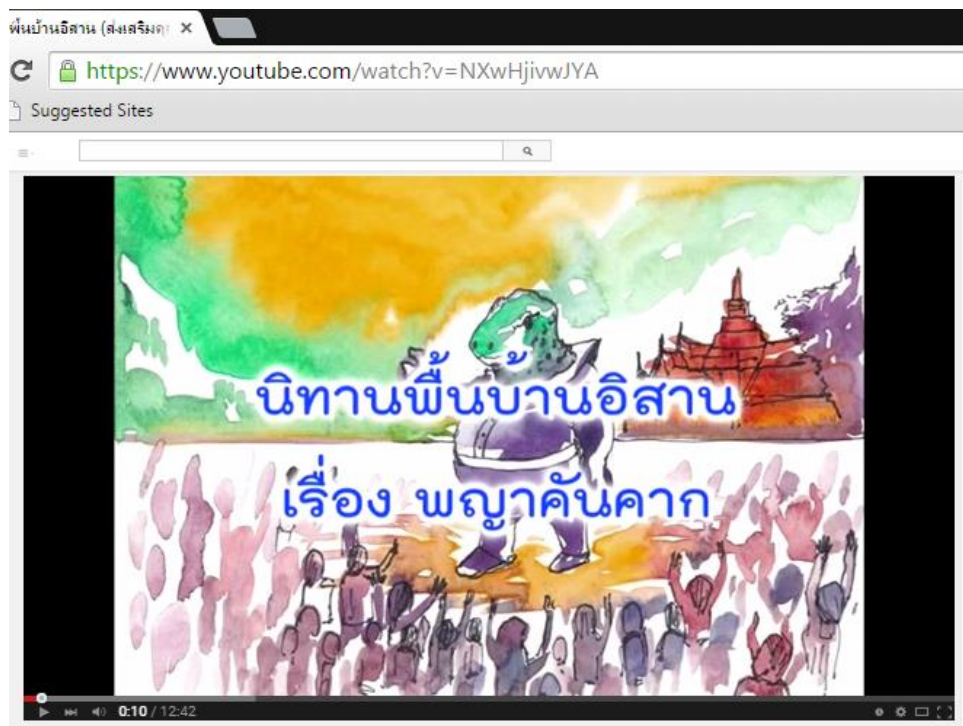 พื้นบ้านอิสาน (ส่งเสริมคุ
https://www.youtube.com/watch?v=NXwHjivwJYA
Suggested Sites
นิทานพื้นบ้านอิสาน
เรื่อง พญาคันคาก
0:10 / 12:42